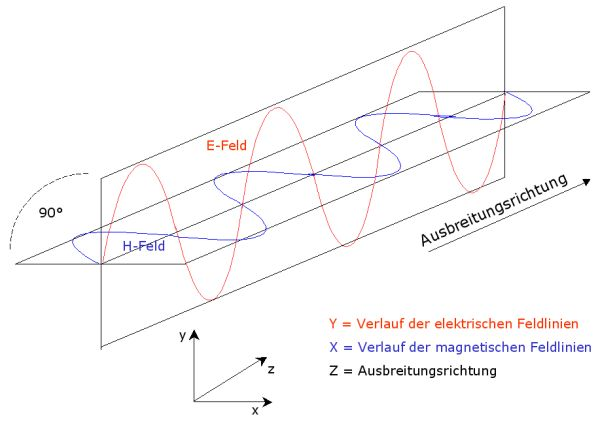 E-Feld
90°
H-Feld
Ausbreitungsrichtung
y
z
x
Y = Verlauf der elektrischen Feldlinien
X = Verlauf der magnetischen Feldlinien
Z = Ausbreitungsrichtung